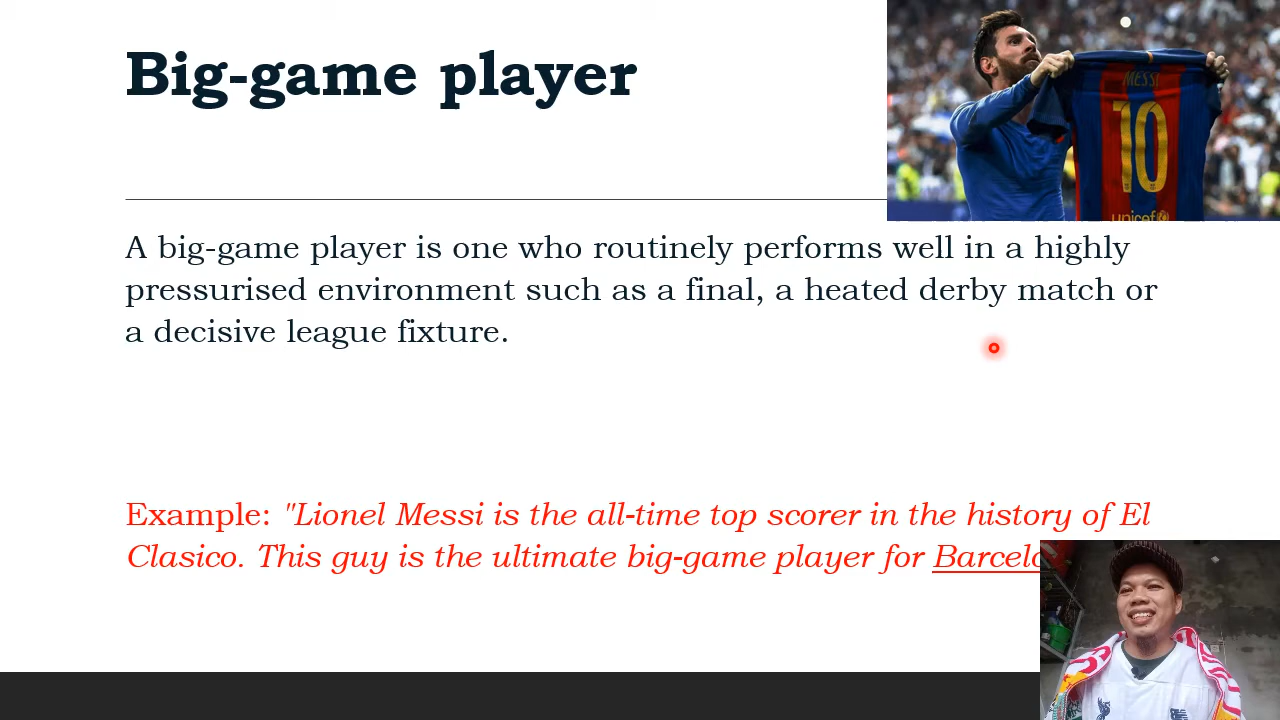 Big-game player
MESSI
10
unicef
A big-game player is one who routinely performs well in a highly
pressurised environment such as a final, a heated derby match or
a decisive league fixture.
Example: "Lionel Messi is the all-time top scorer in the history of El
Clasico. This guy is the ultimate big-game player for